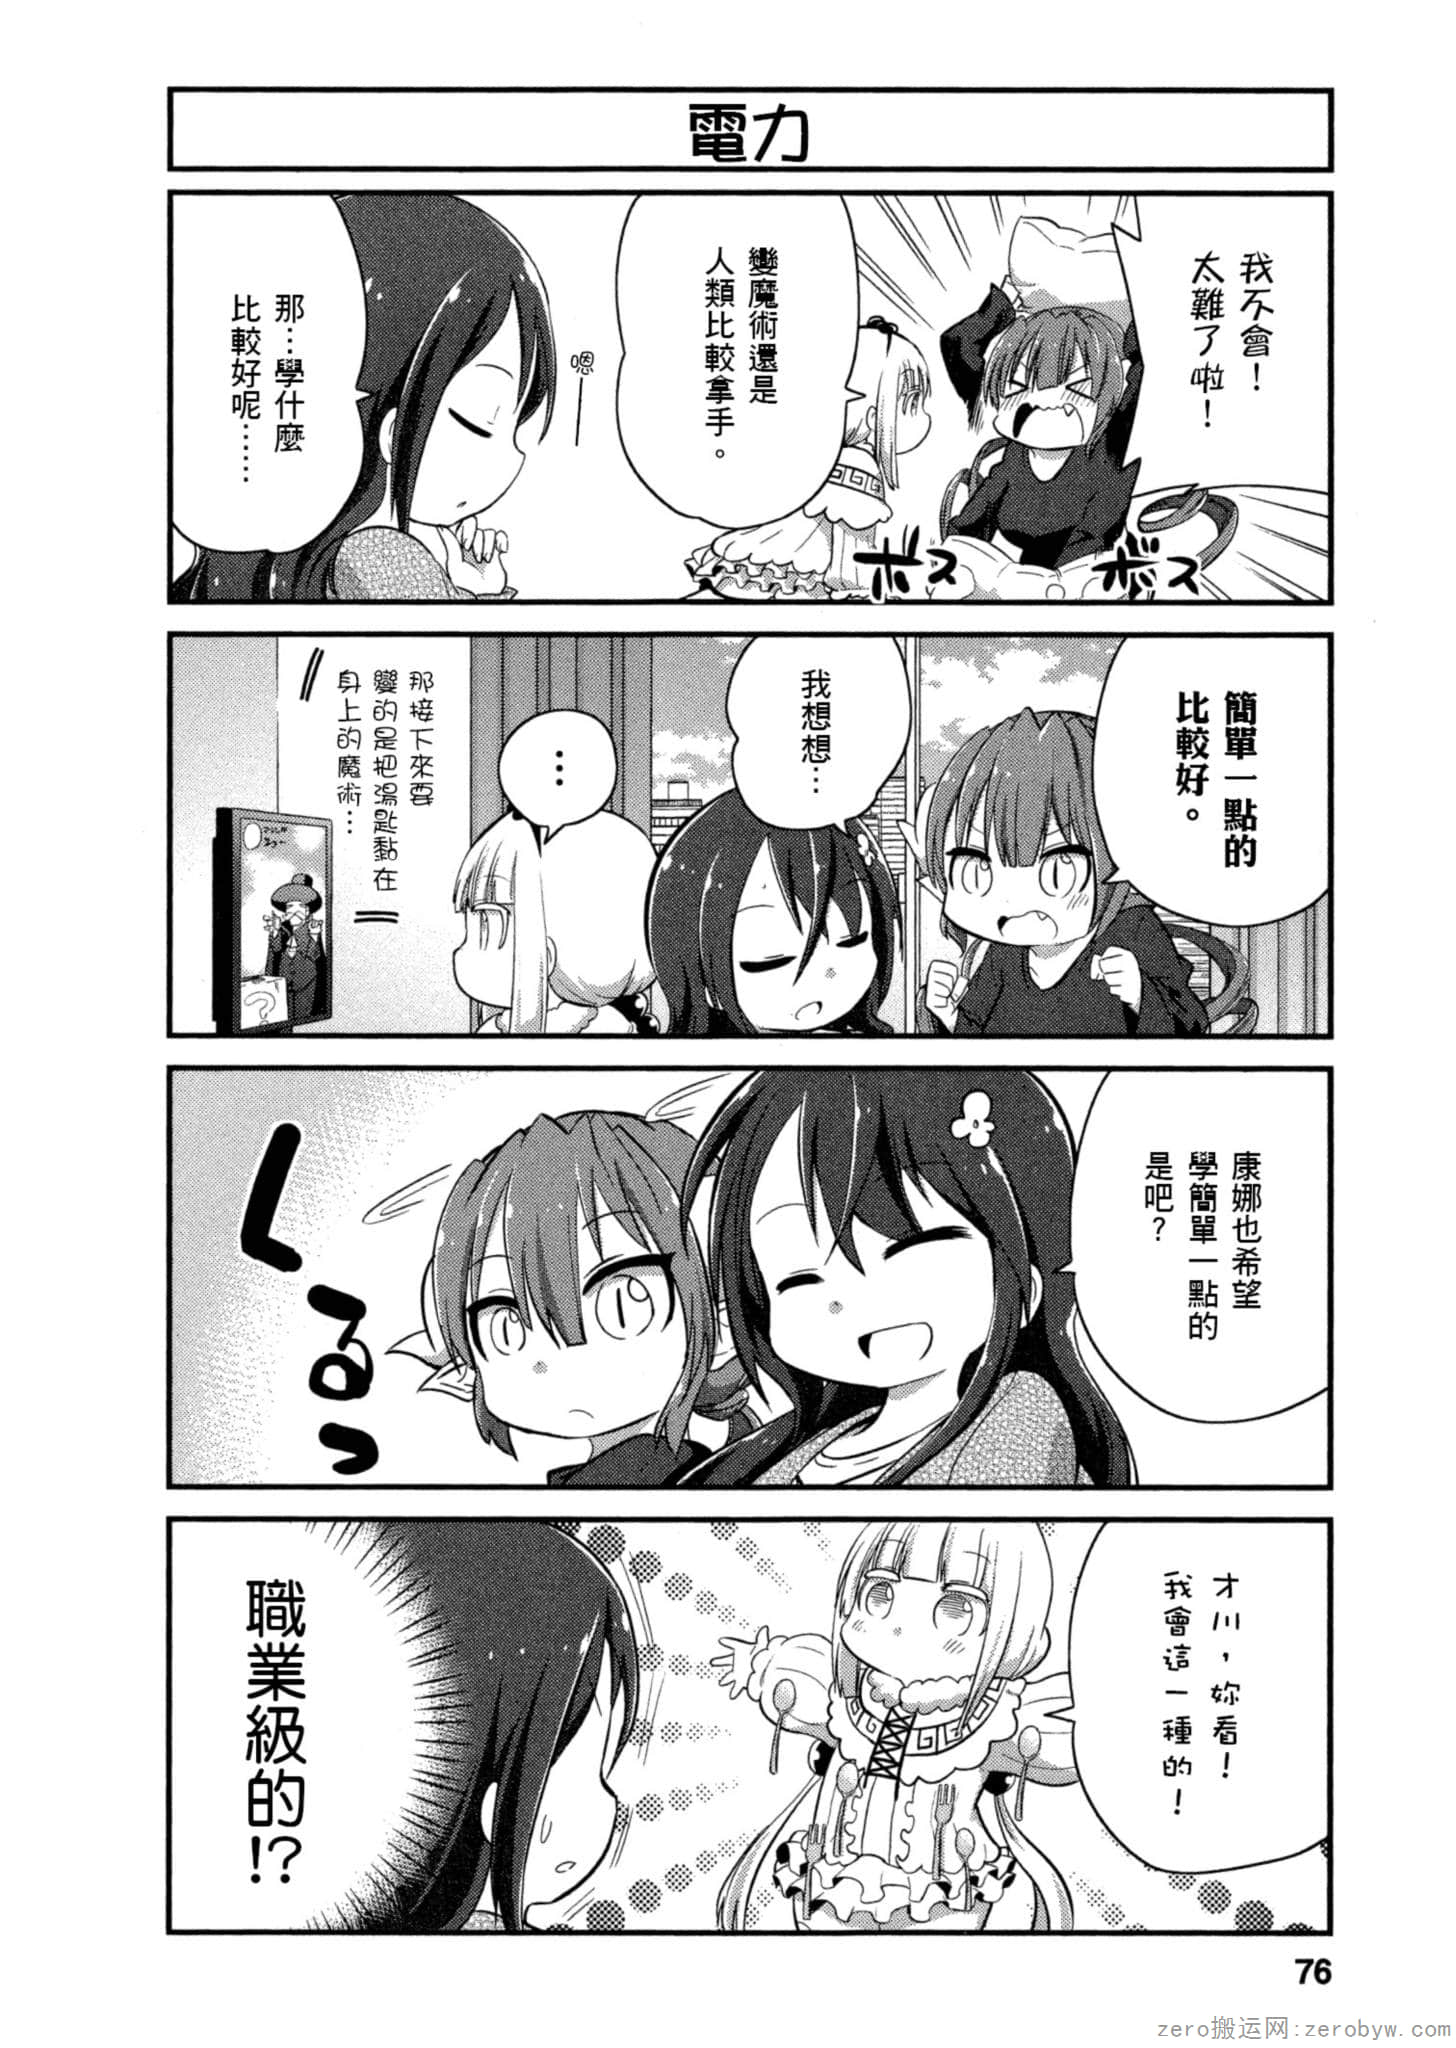 電力
我不會！
太難了啦！
ボス
ボス
變魔術還是
人類比較拿手。
嗯──
那…學什麼
比較好呢……
簡單一點的
比較好。
我想想…
…
那接下來要
變的是把湯匙黏在
身上的魔術…
?
康娜也希望
學簡單一點的
是吧？
くるっ
才川，妳看！
我會這一種的！
職業級的!?
76
zero搬运网:zerobyw.com